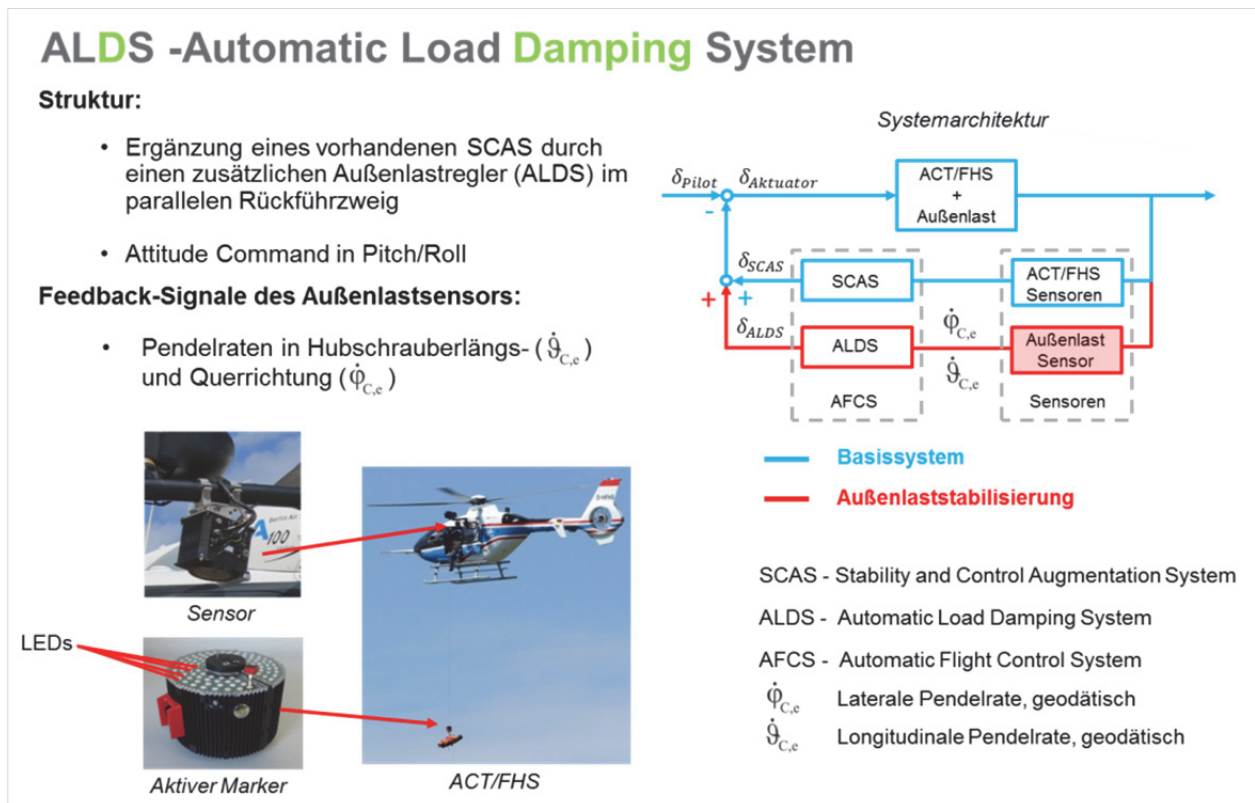 ALDS -Automatic Load Damping System
Struktur:
• Ergänzung eines vorhandenen SCAS durch
einen zusätzlichen Außenlastregler (ALDS) im
parallelen Rückführzweig
• Attitude Command in Pitch/Roll
Feedback-Signale des Außenlastsensors:
• Pendelraten in Hubschrauberlängs- (ϑ̇C,e)
und Querrichtung (φ̇C,e)
Systemarchitektur
δPilot
δAktuator
ACT/FHS
+
Außenlast
-
δSCAS
SCAS
ACT/FHS
Sensoren
+
+
δALDS
ALDS
φ̇C,e
ϑ̇C,e
Außenlast
Sensor
AFCS
Sensoren
Basissystem
Außenlaststabilisierung
Berlin Air
A
100
Sensor
LEDs
Aktiver Marker
D-HFHS
ACT/FHS
SCAS - Stability and Control Augmentation System
ALDS - Automatic Load Damping System
AFCS - Automatic Flight Control System
φ̇C,e Laterale Pendelrate, geodätisch
ϑ̇C,e Longitudinale Pendelrate, geodätisch